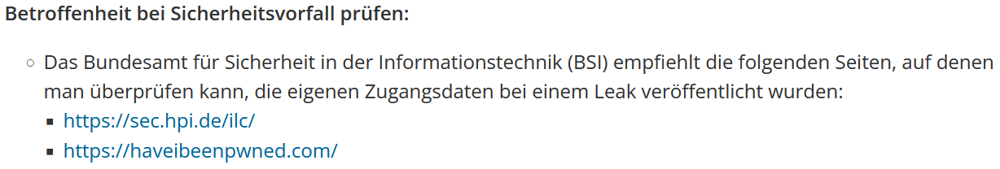 Betroffenheit bei Sicherheitsvorfall prüfen:
Das Bundesamt für Sicherheit in der Informationstechnik (BSI) empfiehlt die folgenden Seiten, auf denen
man überprüfen kann, die eigenen Zugangsdaten bei einem Leak veröffentlicht wurden:
https://sec.hpi.de/ilc/
https://haveibeenpwned.com/